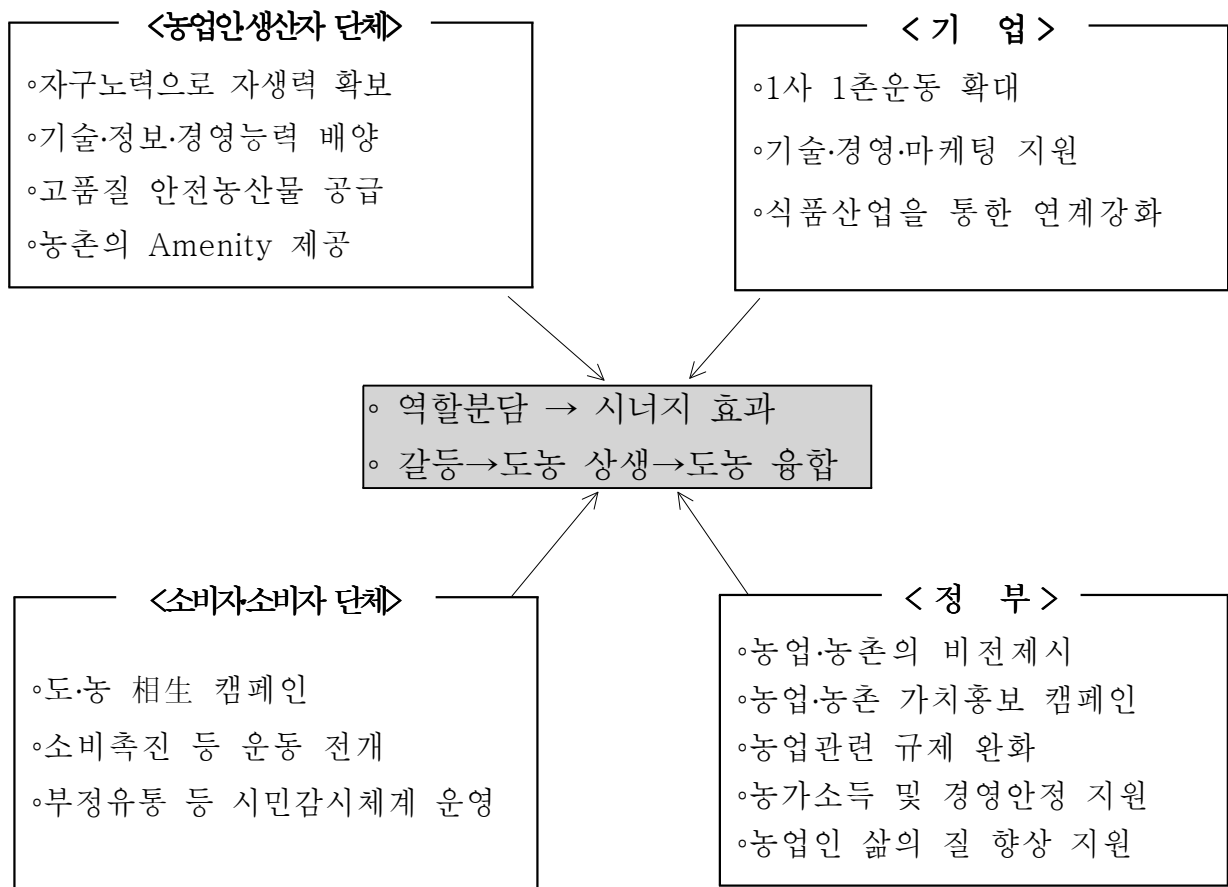 <농업인·생산자 단체>
◦자구노력으로 자생력 확보
◦기술·정보·경영능력 배양
◦고품질 안전농산물 공급
◦농촌의 Amenity 제공
< 기 업 >
◦1사 1촌운동 확대
◦기술·경영·마케팅 지원
◦식품산업을 통한 연계강화
◦ 역할분담 → 시너지 효과
◦ 갈등→도농 상생→도농 융합
<소비자·소비자 단체>
◦도·농 相生 캠페인
◦소비촉진 등 운동 전개
◦부정유통 등 시민감시체계 운영
< 정 부 >
◦농업·농촌의 비전제시
◦농업·농촌 가치홍보 캠페인
◦농업관련 규제 완화
◦농가소득 및 경영안정 지원
◦농업인 삶의 질 향상 지원